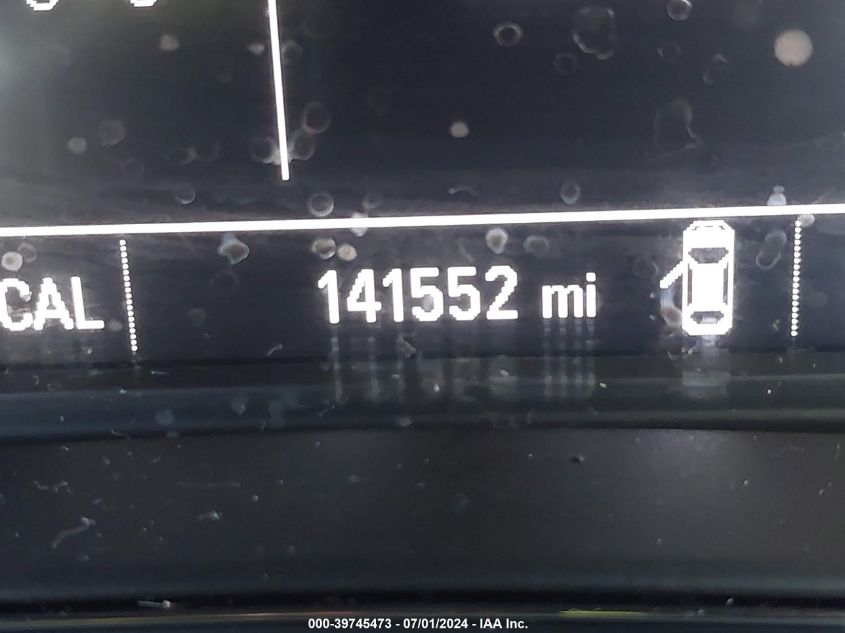 CAL 141552 mi
000-39745473 - 07/01/2024 - IAA Inc.